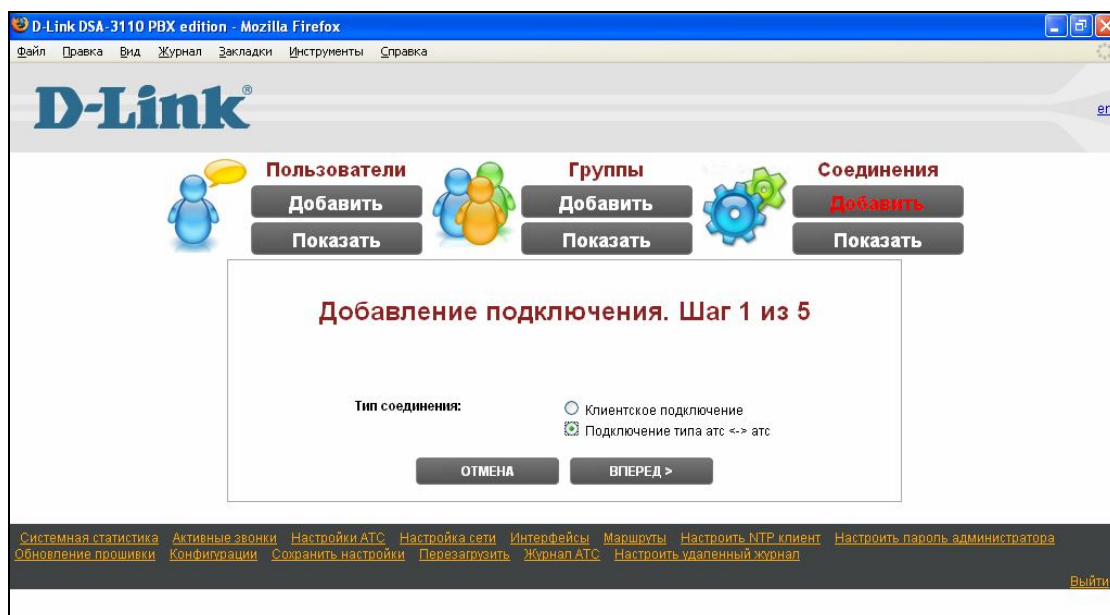 D-Link DSA-3110 PBX edition - Mozilla Firefox
Файл Правка Вид Журнал Закладки Инструменты Справка
D-Link®
en
Пользователи Группы Соединения
Добавить Добавить Добавить
Показать Показать Показать
Добавление подключения. Шаг 1 из 5
Тип соединения:
Клиентское подключение
Подключение типа атс <-> атс
ОТМЕНА ВПЕРЕД >
Системная статистика Активные звонки Настройки АТС Настройка сети Интерфейсы Маршруты Настроить NTP клиент Настроить пароль администратора
Обновление прошивки Конфигурации Сохранить настройки Перезагрузить Журнал АТС Настроить удаленный журнал
Выйти